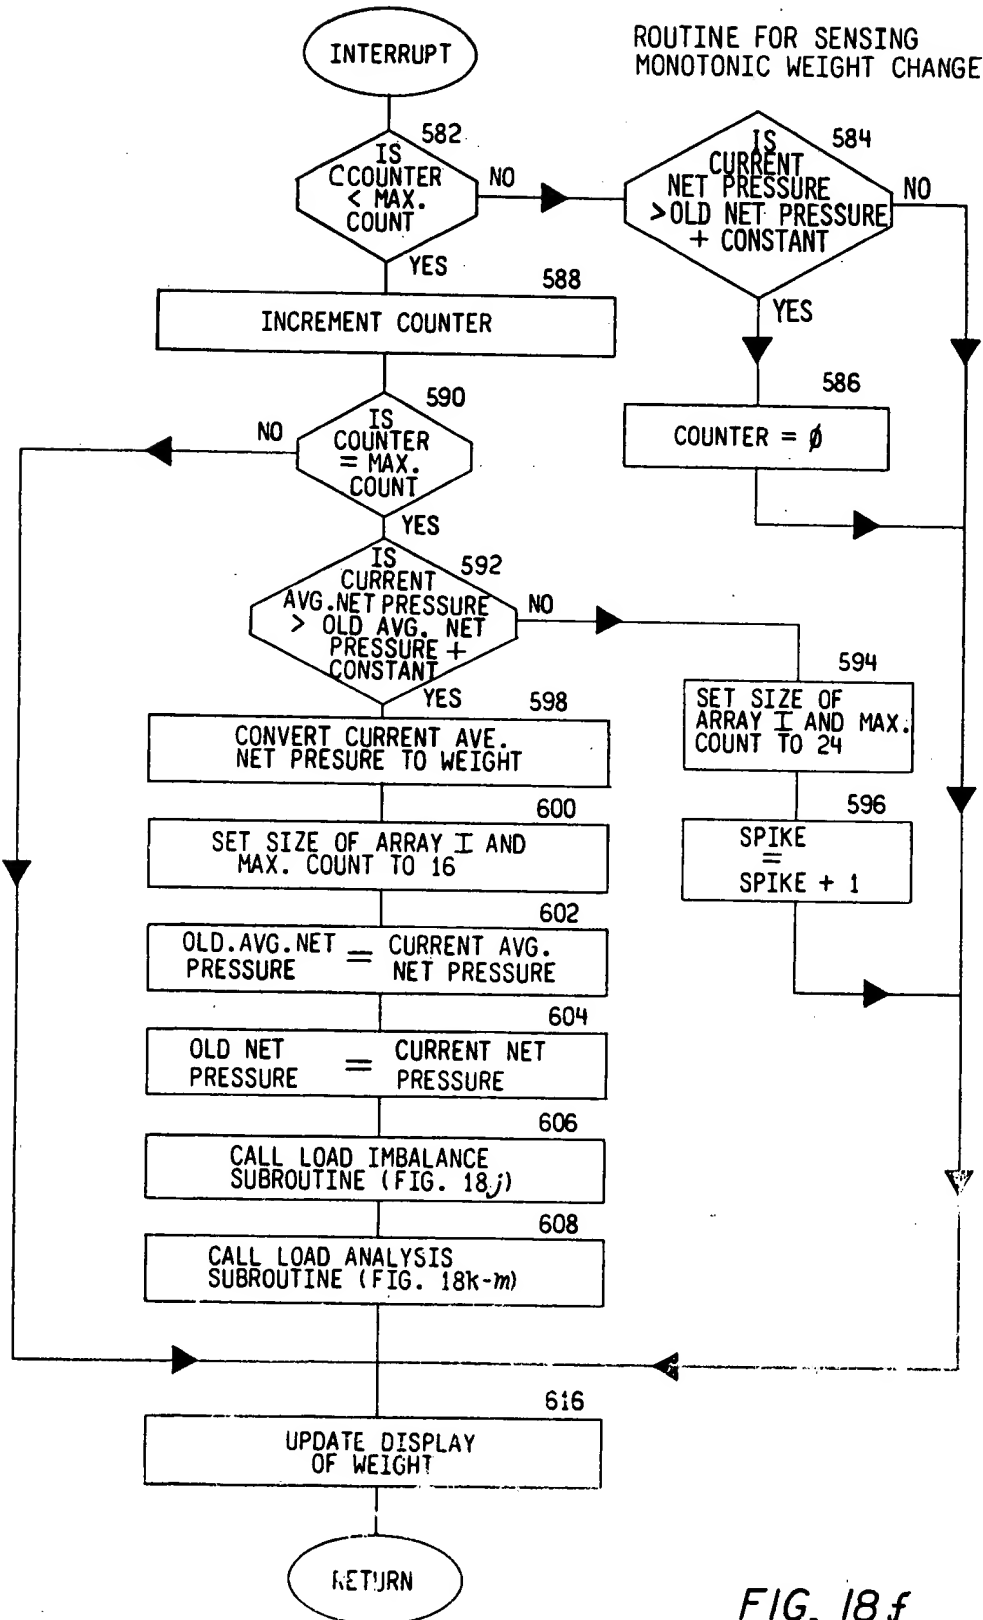 INTERRUPT
ROUTINE FOR SENSING
MONOTONIC WEIGHT CHANGE
582
IS
CCOUNTER
< MAX.
COUNT
NO
YES
584
IS
CURRENT
NET PRESSURE
>OLD NET PRESSURE
+ CONSTANT
NO
YES
586
COUNTER = ϕ
588
INCREMENT COUNTER
590
IS
COUNTER
= MAX.
COUNT
NO
YES
592
IS
CURRENT
AVG.NET PRESSURE
> OLD AVG. NET
PRESSURE +
CONSTANT
NO
YES
594
SET SIZE OF
ARRAY I AND MAX.
COUNT TO 24
596
SPIKE
=
SPIKE + 1
598
CONVERT CURRENT AVE.
NET PRESURE TO WEIGHT
600
SET SIZE OF ARRAY I AND
MAX. COUNT TO 16
602
OLD.AVG.NET = CURRENT AVG.
PRESSURE NET PRESSURE
604
OLD NET = CURRENT NET
PRESSURE PRESSURE
606
CALL LOAD IMBALANCE
SUBROUTINE (FIG. 18j)
608
CALL LOAD ANALYSIS
SUBROUTINE (FIG. 18k-m)
616
UPDATE DISPLAY
OF WEIGHT
RETURN
FIG. 18f